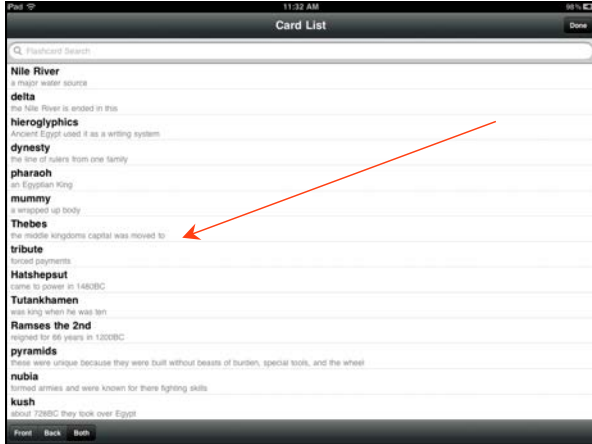 iPad 11:32 AM 98%
Card List
Done
Flashcard Search
Nile River
a major water source
delta
the Nile River is ended in this
hieroglyphics
Ancient Egypt used it as a writing system
dynesty
the line of rulers from one family
pharaoh
an Egyptian King
mummy
a wrapped up body
Thebes
the middle kingdoms capital was moved to
tribute
forced payments
Hatshepsut
came to power in 1480BC
Tutankhamen
was king when he was ten
Ramses the 2nd
reigned for 66 years in 1200BC
pyramids
these were unique because they were built without beasts of burden, special tools, and the wheel
nubia
formed armies and were known for there fighting skills
kush
about 728BC they took over Egypt
Front Back Both